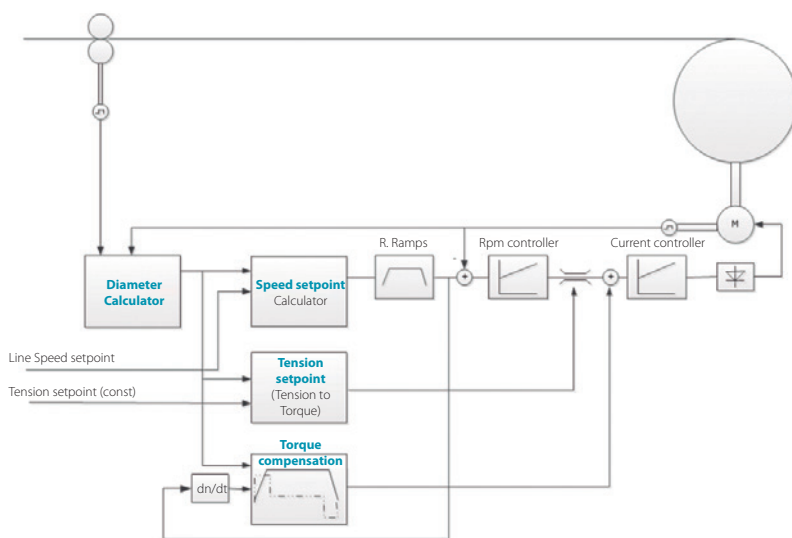 M
R. Ramps
Rpm controller
Current controller
Diameter
Calculator
Speed setpoint
Calculator
+
+
Line Speed setpoint
Tension
setpoint
(Tension to
Torque)
Tension setpoint (const)
Torque
compensation
dn/dt